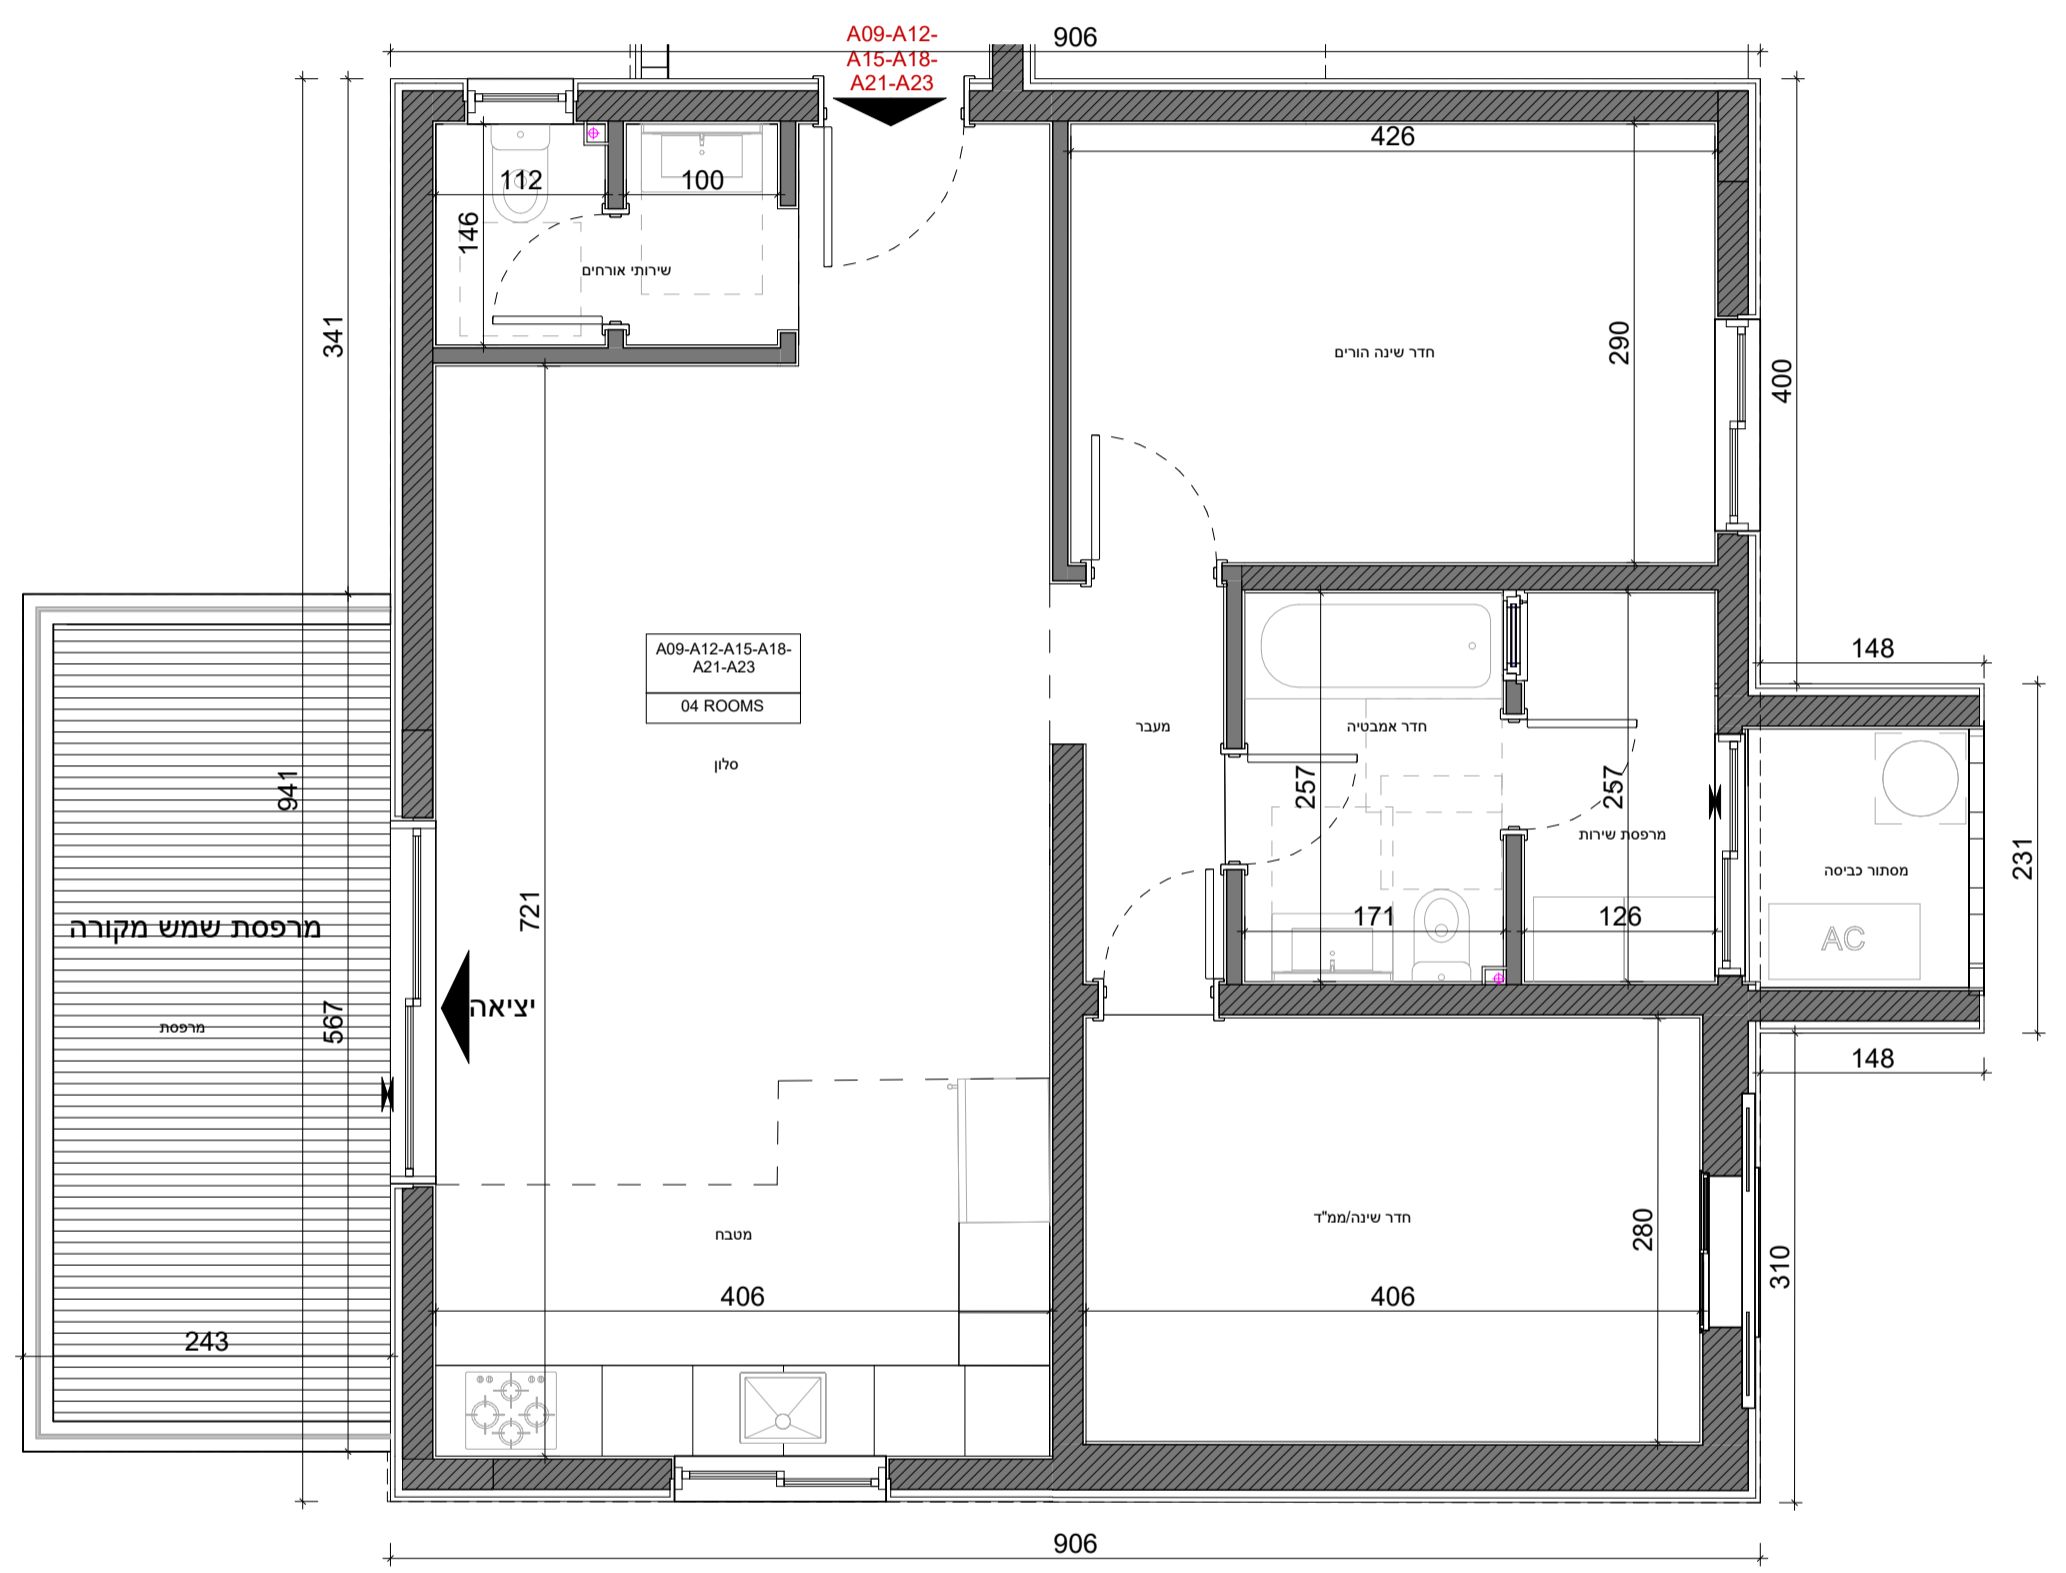 A09-A12-
A15-A18-
A21-A23
906
426
112
100
146
שירותי אורחים
341
290
חדר שינה הורים
400
A09-A12-A15-A18-
A21-A23
04 ROOMS
148
מעבר
חדר אמבטיה
סלון
941
257
257
מרפסת שירות
231
מסתור כביסה
721
מרפסת שמש מקורה
171
126
AC
יציאה
567
מרפסת
148
מטבח
חדר שינה/ממ"ד
280
310
406
406
243
906